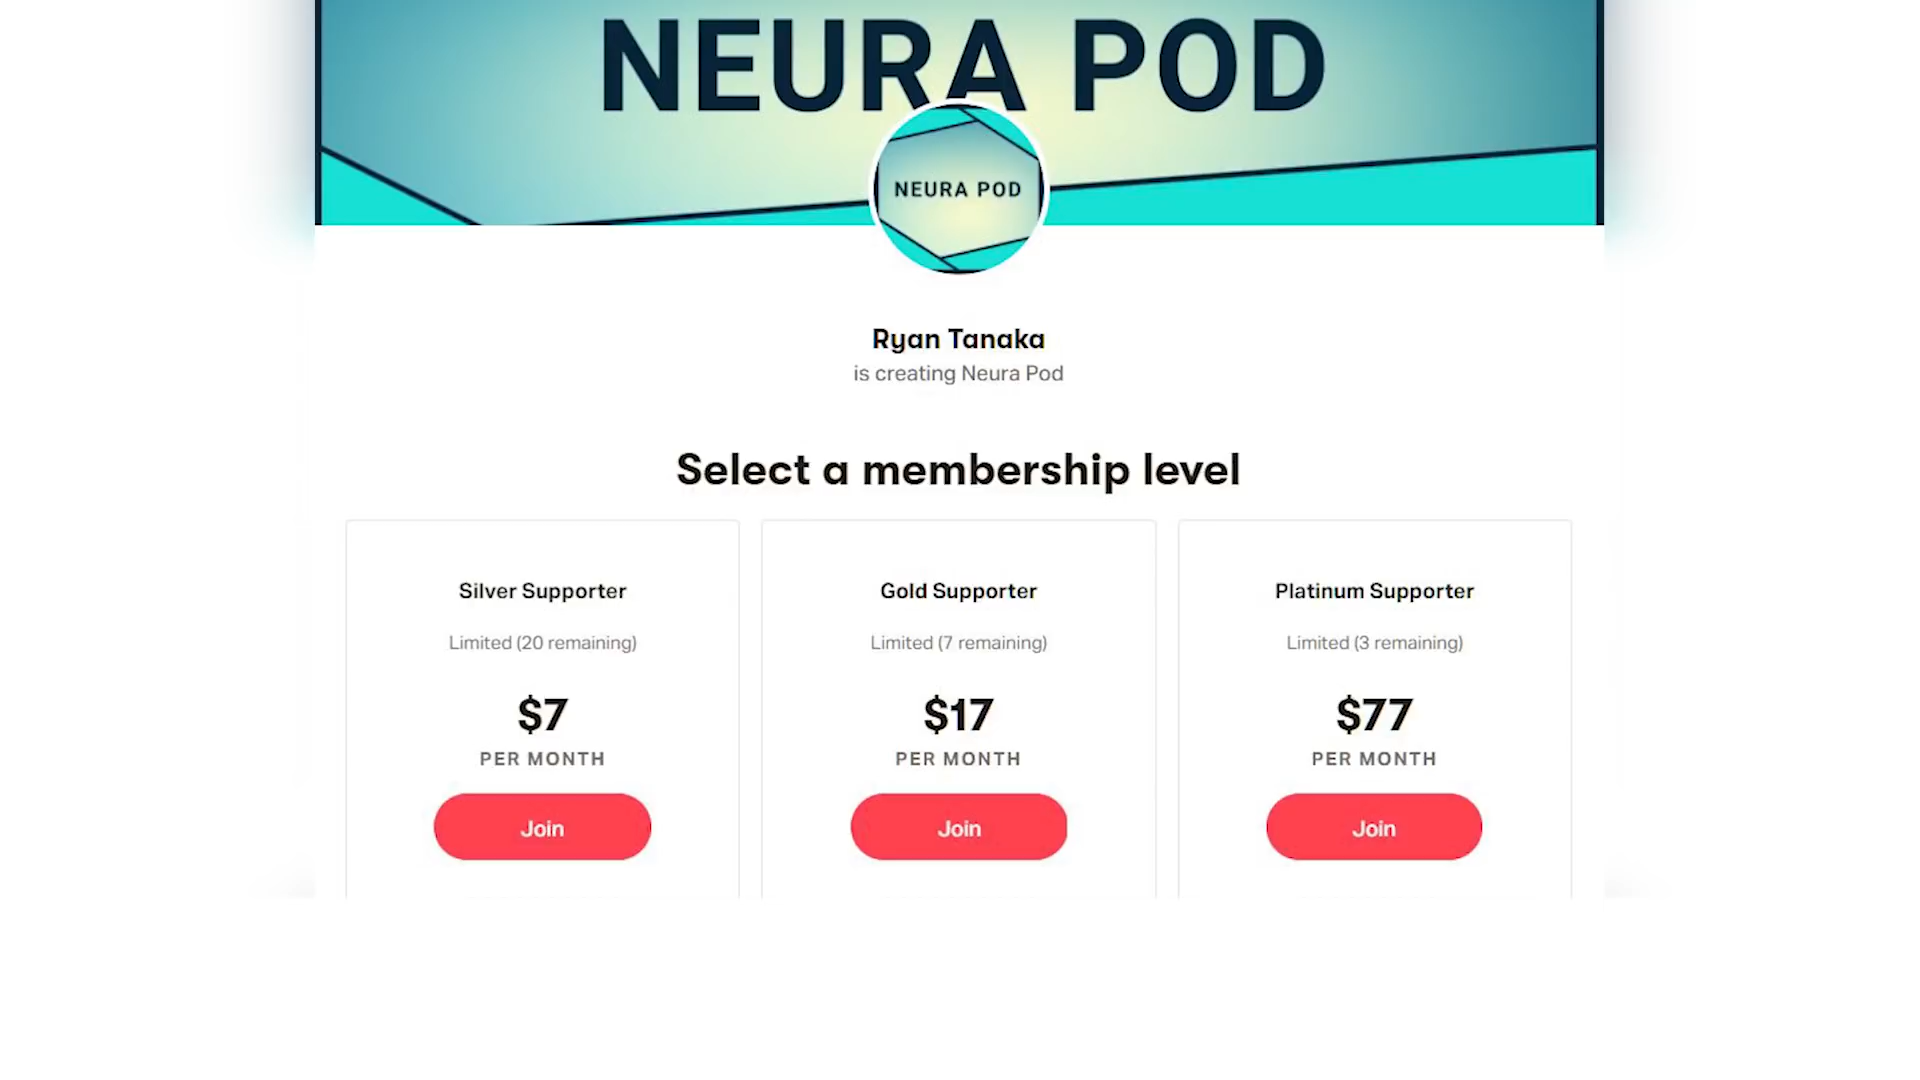 NEURA POD
NEURA POD
Ryan Tanaka
is creating Neura Pod
Select a membership level
Silver Supporter
Limited (20 remaining)
$7
PER MONTH
Join
Gold Supporter
Limited (7 remaining)
$17
PER MONTH
Join
Platinum Supporter
Limited (3 remaining)
$77
PER MONTH
Join